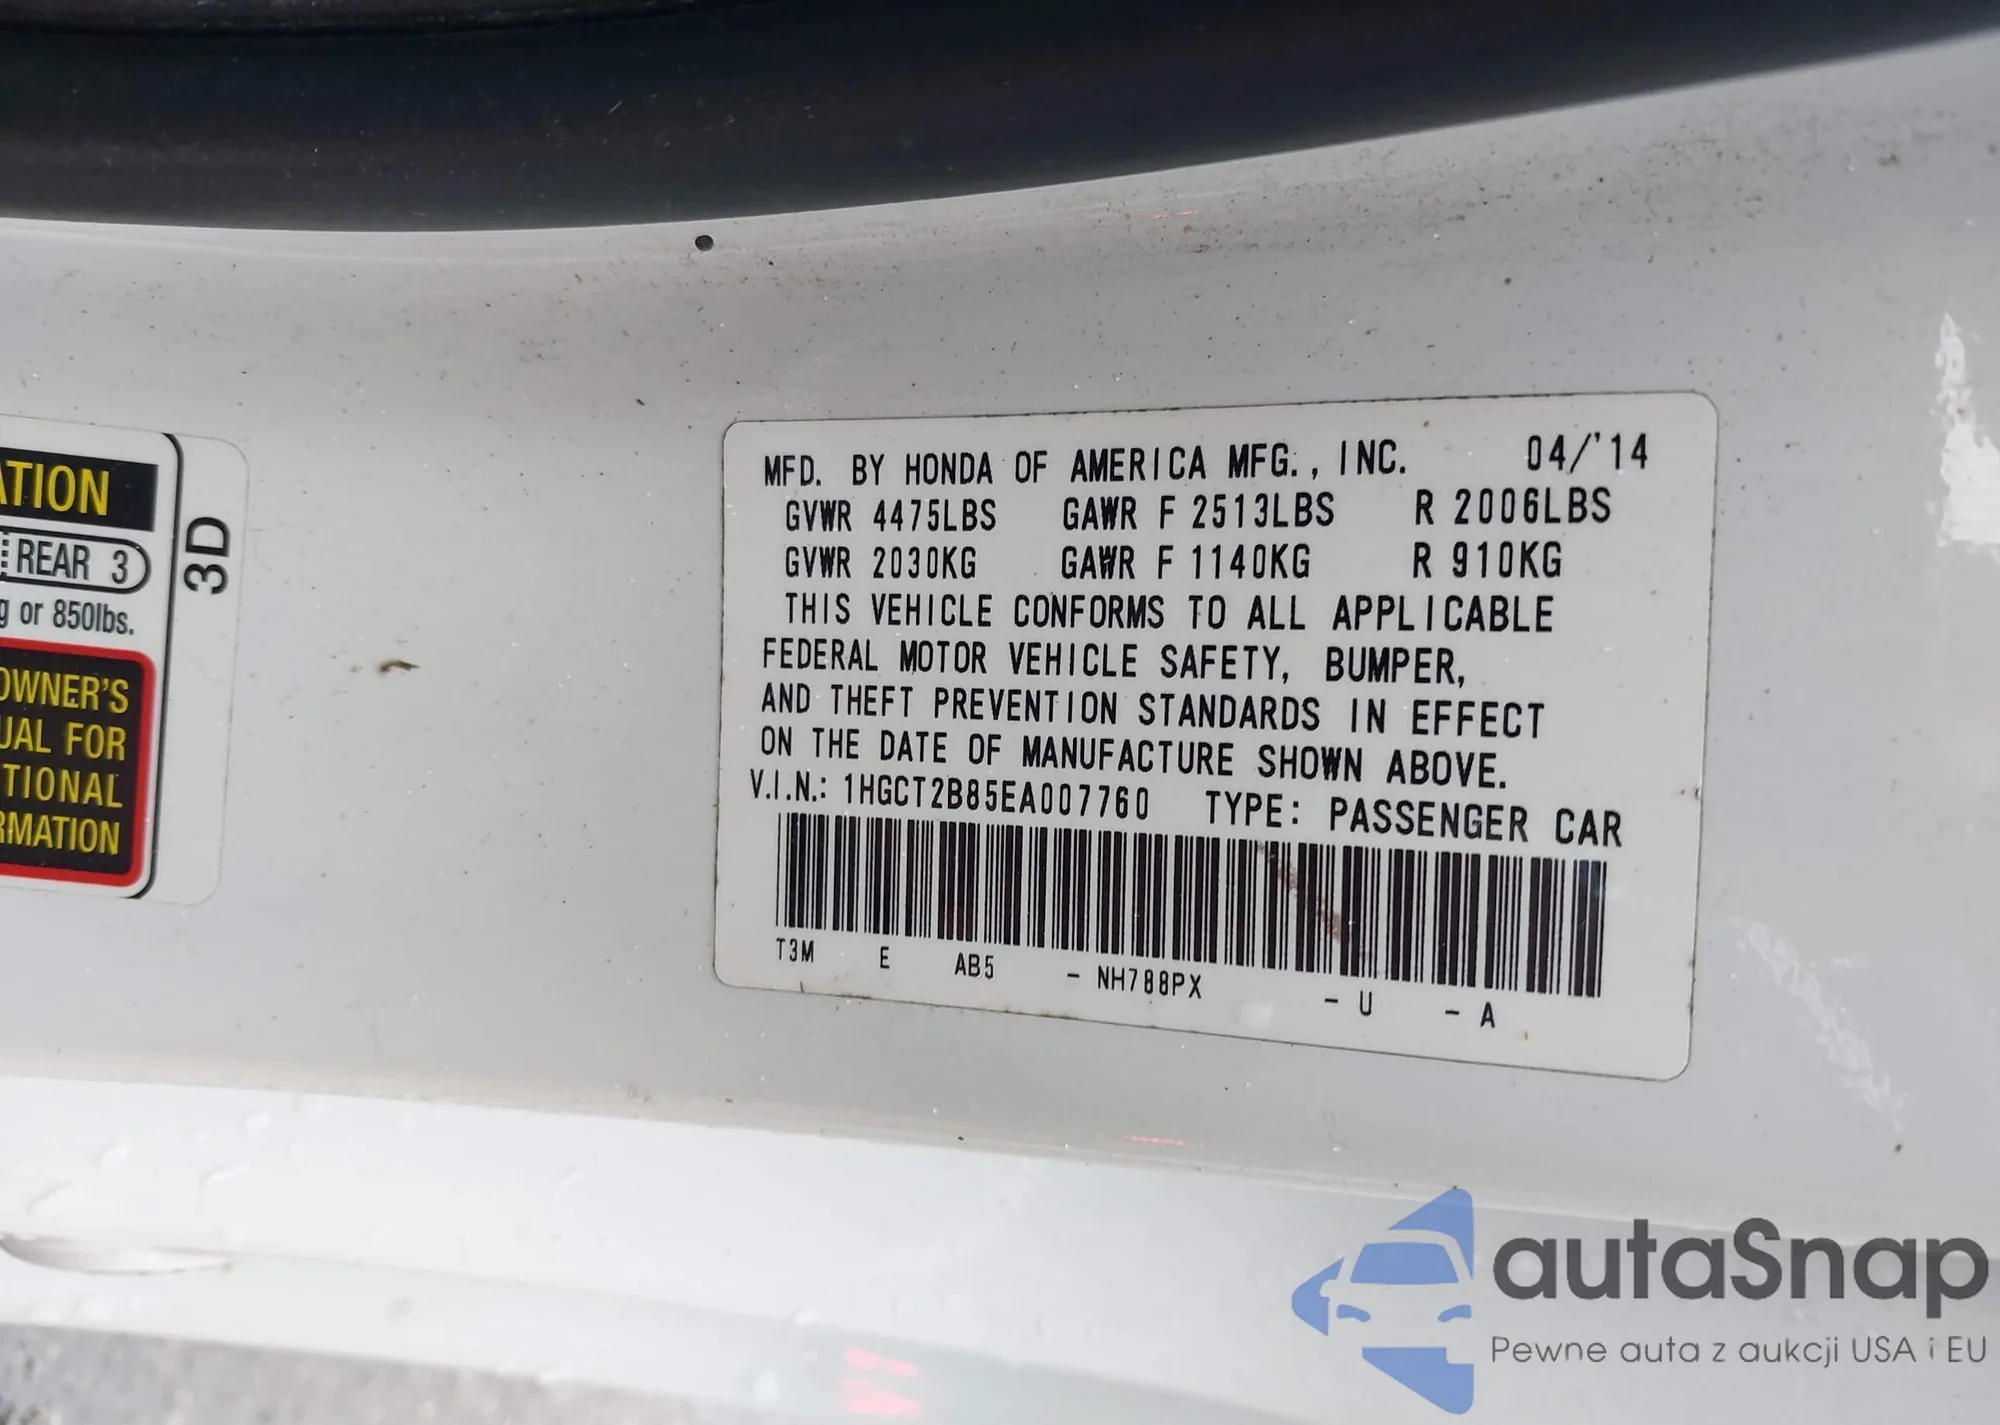 ATION
REAR 3
g or 850lbs.
OWNER'S
UAL FOR
TIONAL
RMATION
3D
MFD. BY HONDA OF AMERICA MFG., INC. 04/'14
GVWR 4475LBS GAWR F 2513LBS R 2006LBS
GVWR 2030KG GAWR F 1140KG R 910KG
THIS VEHICLE CONFORMS TO ALL APPLICABLE
FEDERAL MOTOR VEHICLE SAFETY, BUMPER,
AND THEFT PREVENTION STANDARDS IN EFFECT
ON THE DATE OF MANUFACTURE SHOWN ABOVE.
V.I.N.: 1HGCT2B85EA007760 TYPE: PASSENGER CAR
T3M E AB5 - NH788PX - U - A
autaSnap
Pewne auta z aukcji USA i EU